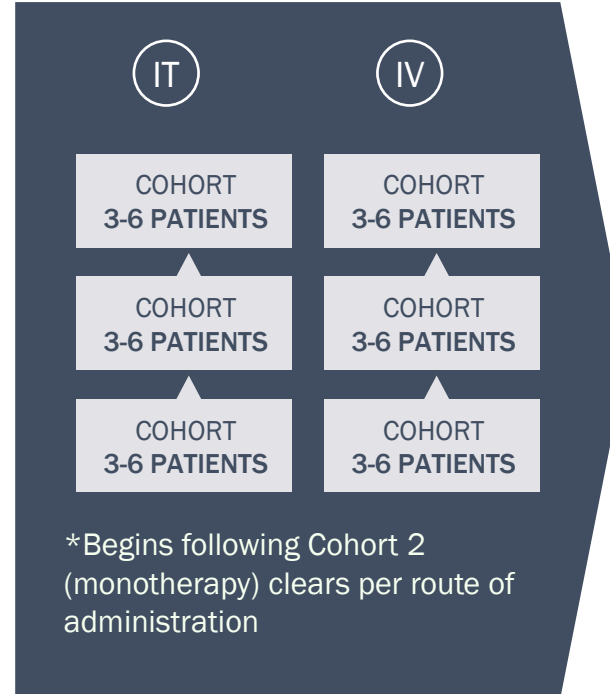 IT
IV
COHORT
3-6 PATIENTS
COHORT
3-6 PATIENTS
COHORT
3-6 PATIENTS
COHORT
3-6 PATIENTS
COHORT
3-6 PATIENTS
COHORT
3-6 PATIENTS
*Begins following Cohort 2
(monotherapy) clears per route of
administration